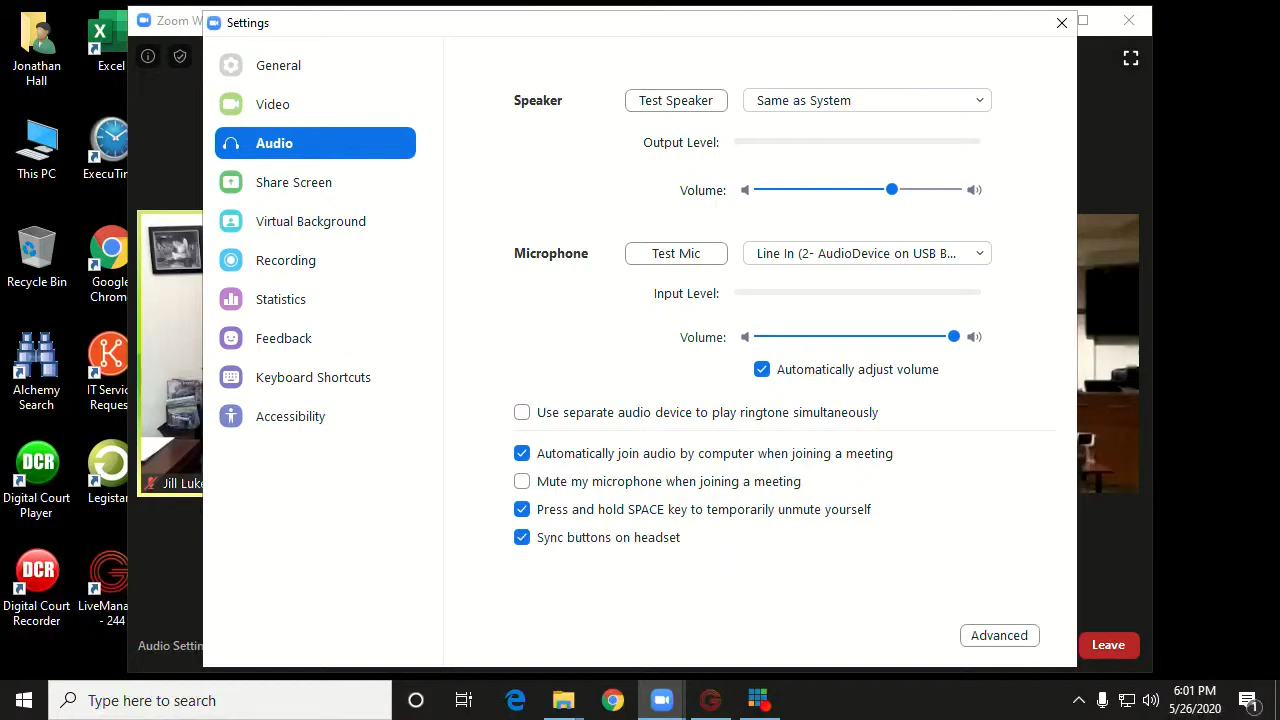 Jonathan
Hall
This PC
Recycle Bin
Alchemy
Search
Digital Court
Player
Digital Court
Recorder
Excel
ExecuTin
Google
Chrom
IT Servic
Reques
Legistar
LiveMana
- 244
DCR
DCR
Zoom W
Settings
General
Video
Audio
Share Screen
Virtual Background
Recording
Statistics
Feedback
Keyboard Shortcuts
Accessibility
Speaker
Test Speaker
Same as System
Output Level:
Volume:
Microphone
Test Mic
Line In (2- AudioDevice on USB B...
Input Level:
Volume:
Automatically adjust volume
Use separate audio device to play ringtone simultaneously
Automatically join audio by computer when joining a meeting
Mute my microphone when joining a meeting
Press and hold SPACE key to temporarily unmute yourself
Sync buttons on headset
Advanced
Jill Luke
Audio Settin
Leave
Type here to search
6:01 PM
5/26/2020
1